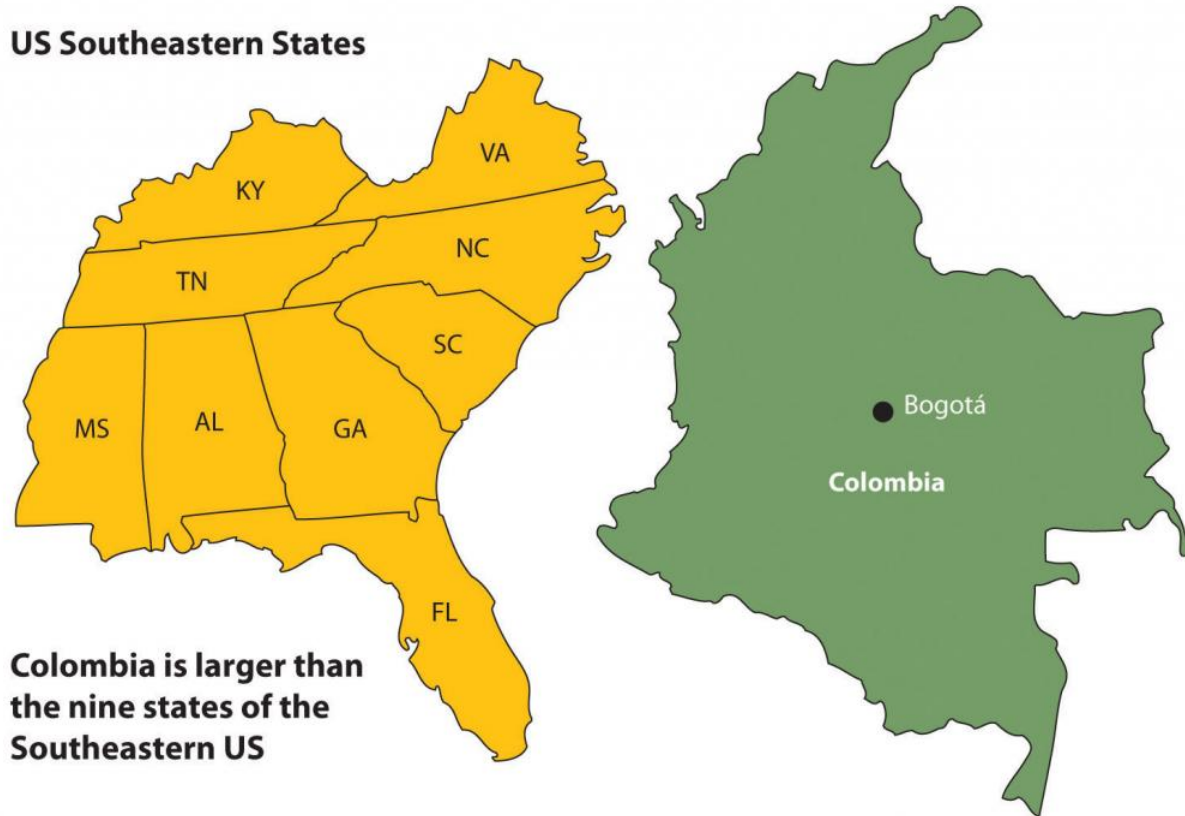 US Southeastern States
VA
KY
NC
TN
SC
MS
AL
GA
FL
Colombia is larger than
the nine states of the
Southeastern US
Bogotá
Colombia